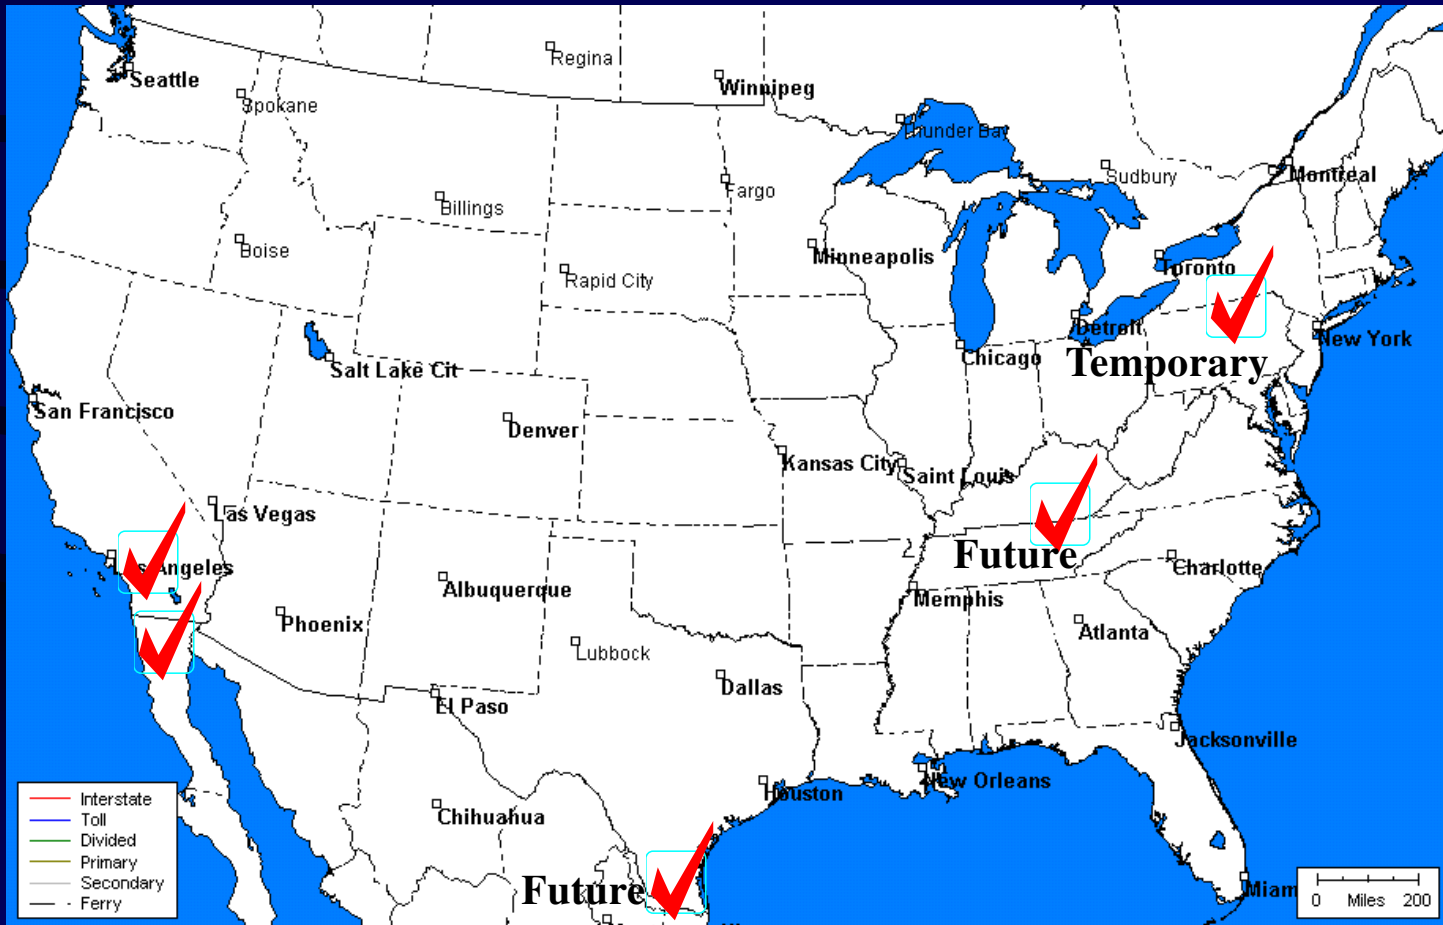 Regina
Winnipeg
Seattle
Spokane
Thunder Bay
Sudbury
Montreal
Fargo
Billings
Boise
Minneapolis
Toronto
Rapid City
Detroit
New York
Chicago
Temporary
Salt Lake Cit
San Francisco
Denver
Kansas City
Saint Louis
Las Vegas
Future
Los Angeles
Charlotte
Albuquerque
Memphis
Phoenix
Atlanta
Lubbock
Dallas
El Paso
Jacksonville
New Orleans
Houston
Chihuahua
Future
Miam
Interstate
Toll
Divided
Primary
Secondary
Ferry
0 Miles 200